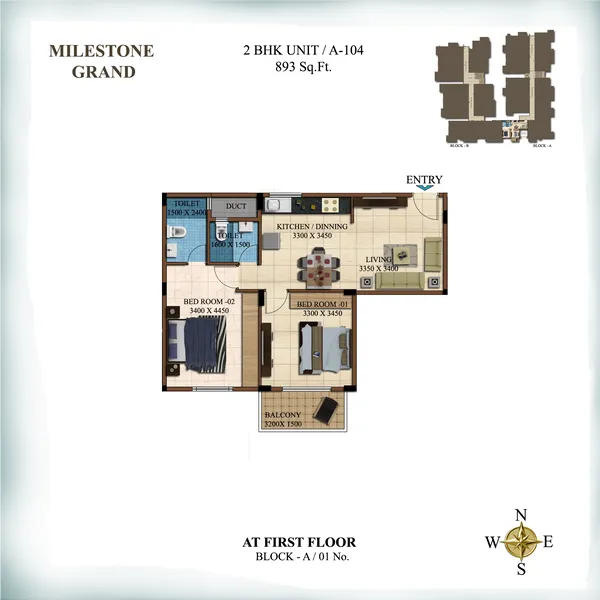 MILESTONE
GRAND
2 BHK UNIT / A-104
893 Sq.Ft.
BLOCK - B
BLOCK - A
ENTRY
TOILET
1500 X 2400
DUCT
TOILET
1600 X 1500
KITCHEN / DINNING
3300 X 3450
LIVING
3350 X 3400
BED ROOM -02
3400 X 4450
BED ROOM -01
3300 X 3450
BALCONY
3200X 1500
AT FIRST FLOOR
BLOCK - A / 01 No.
N
W E
S